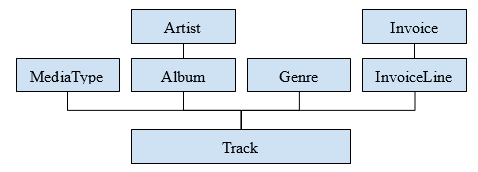 Artist
Invoice
MediaType
Album
Genre
InvoiceLine
Track